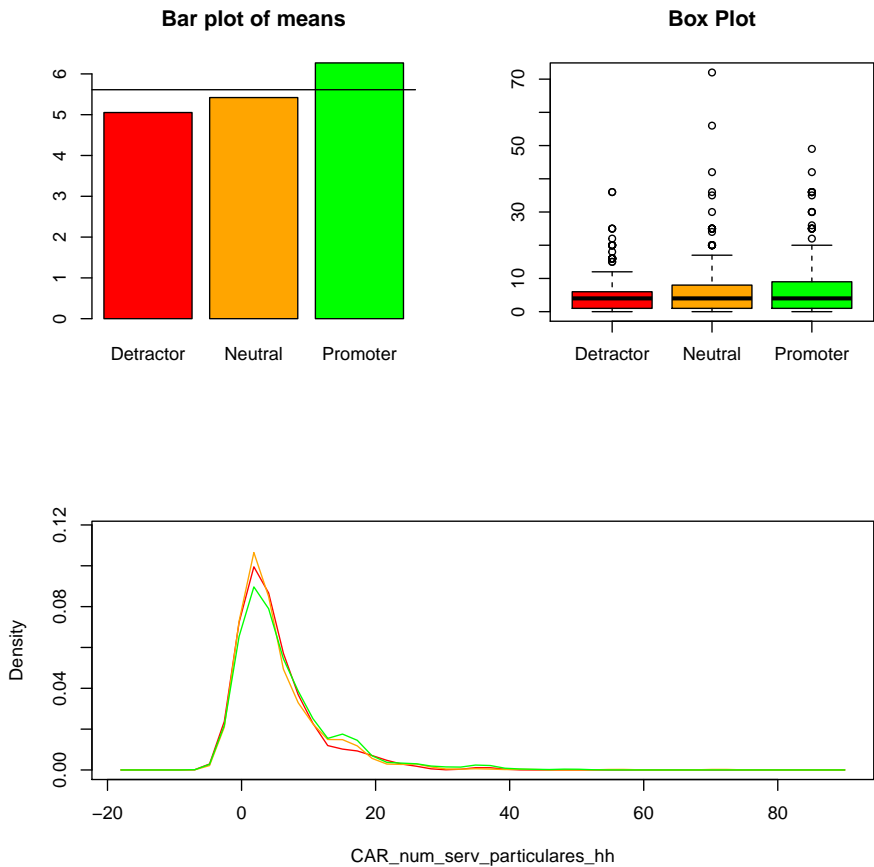 Bar plot of means
6
5
4
3
2
1
0
Detractor Neutral Promoter
Box Plot
70
50
30
10
0
Detractor Neutral Promoter
0.12
0.08
0.04
0.00
Density
−20 0 20 40 60 80
CAR_num_serv_particulares_hh